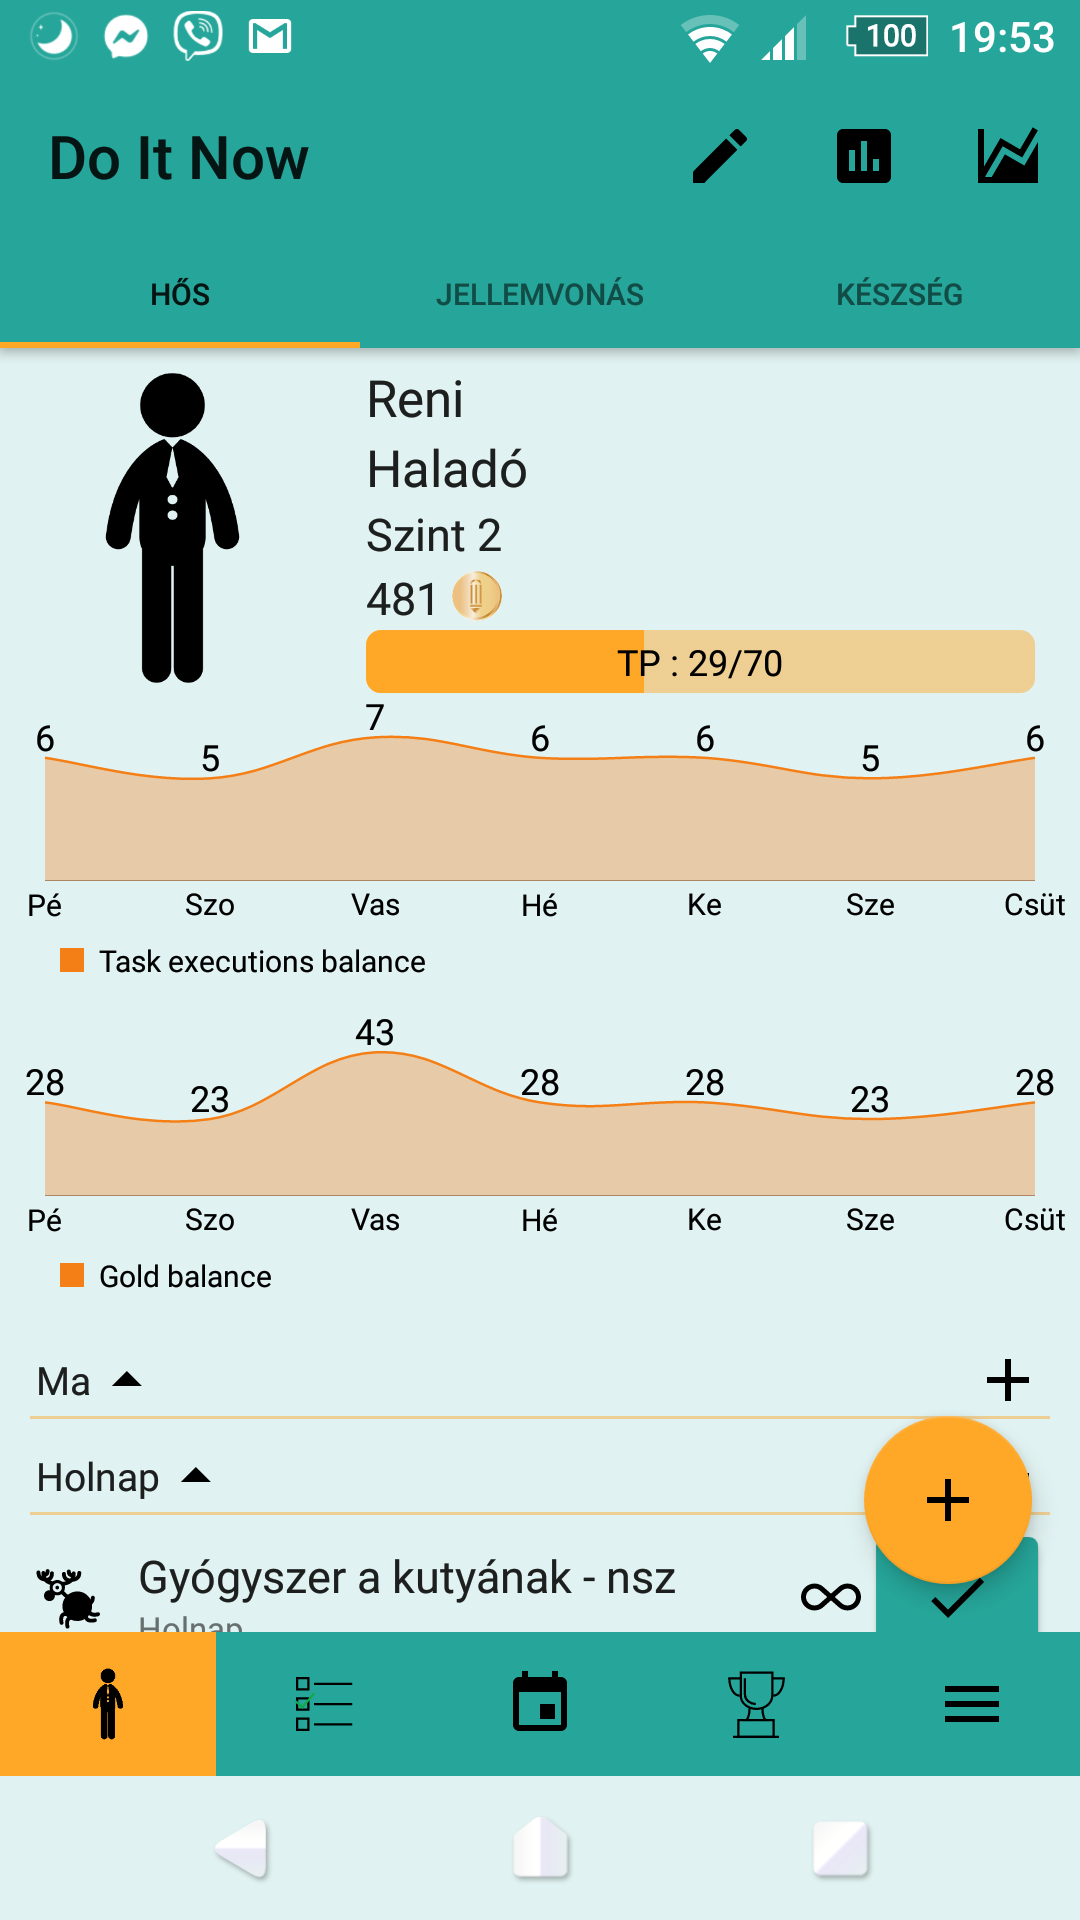 100 19:53
Do It Now
HŐS JELLEMVONÁS KÉSZSÉG
Reni
Haladó
Szint 2
481
TP : 29/70
6 5 7 6 6 5 6
Pé Szo Vas Hé Ke Sze Csüt
Task executions balance
28 23 43 28 28 23 28
Pé Szo Vas Hé Ke Sze Csüt
Gold balance
Ma
Holnap
Gyógyszer a kutyának - nsz
Holnap